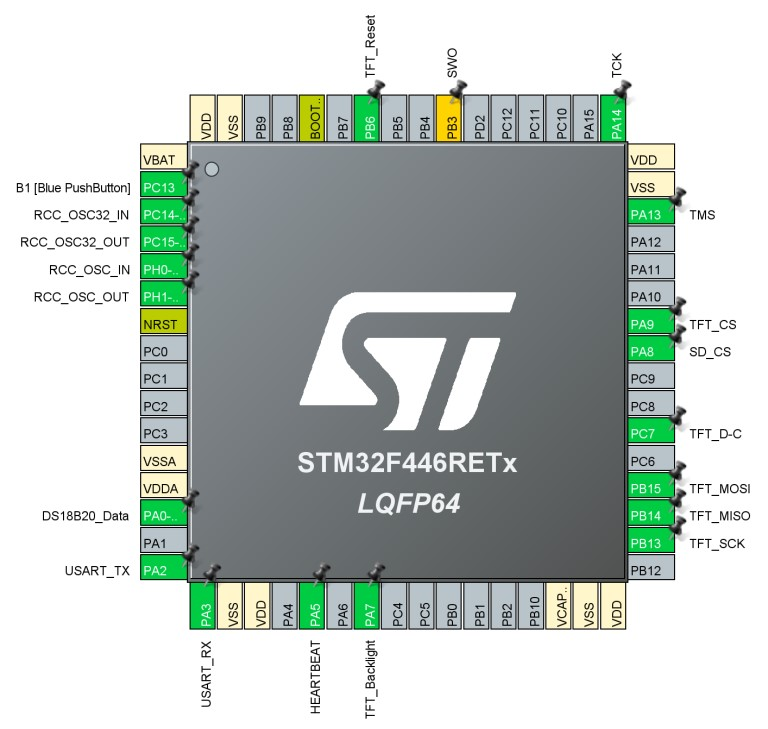 TFT_Reset
SWO
TCK
VDD
VSS
PB9
PB8
BOOT..
PB7
PB6
PB5
PB4
PB3
PD2
PC12
PC11
PC10
PA15
PA14
VBAT
B1 [Blue PushButton] PC13
RCC_OSC32_IN PC14-..
RCC_OSC32_OUT PC15-..
RCC_OSC_IN PH0-..
RCC_OSC_OUT PH1-..
NRST
PC0
PC1
PC2
PC3
VSSA
VDDA
DS18B20_Data PA0-..
PA1
USART_TX PA2
ST
STM32F446RETx
LQFP64
VDD
VSS
PA13 TMS
PA12
PA11
PA10
PA9 TFT_CS
PA8 SD_CS
PC9
PC8
PC7 TFT_D-C
PC6
PB15 TFT_MOSI
PB14 TFT_MISO
PB13 TFT_SCK
PB12
PA3
VSS
VDD
PA4
PA5
PA6
PA7
PC4
PC5
PB0
PB1
PB2
PB10
VCAP..
VSS
VDD
USART_RX
HEARTBEAT
TFT_Backlight